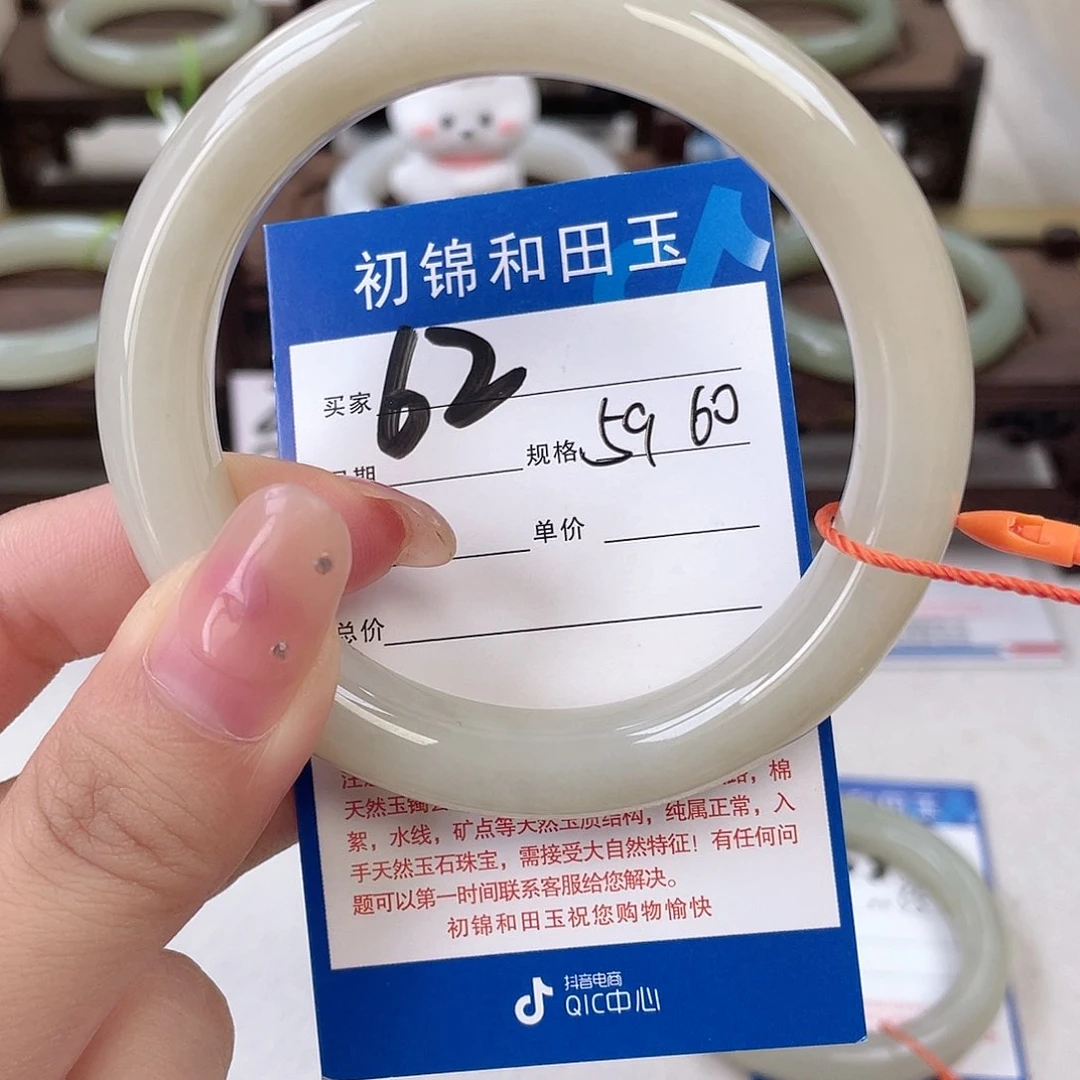 初锦和田玉
买家 62
期 规格 59 60
单价
总价
棉
天然玉镯
絮，水线，矿点等天然玉质结构，纯属正常，入
手天然玉石珠宝，需接受大自然特征！有任何问
题可以第一时间联系客服给您解决。
初锦和田玉祝您购物愉快
抖音电商
QIC中心